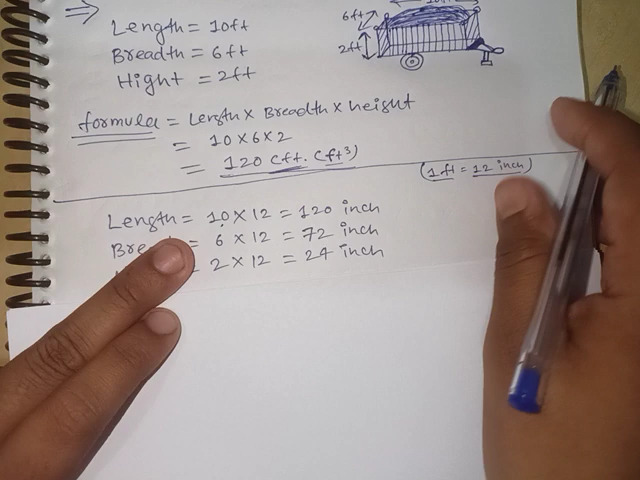 6ft
2ft
Length = 10ft
Breadth = 6ft
Hight = 2ft
formula = Length × Breadth × height
= 10×6×2
= 120 Cft. (ft³)
(1 ft = 12 inch)
Length = 10 × 12 = 120 inch
= 6 × 12 = 72 inch
= 2 × 12 = 24 inch